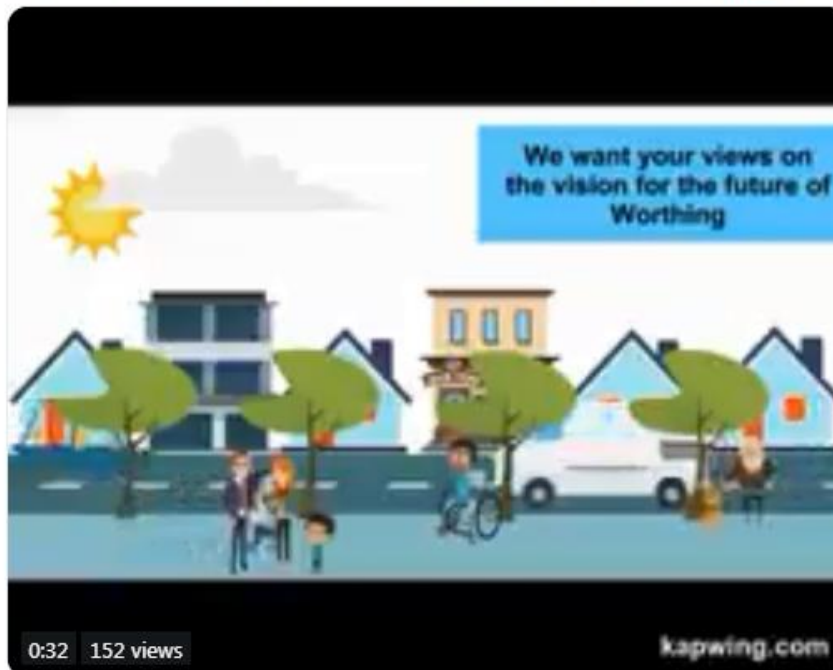 We want your views on
the vision for the future of
Worthing
0:32 152 views
kapwing.com